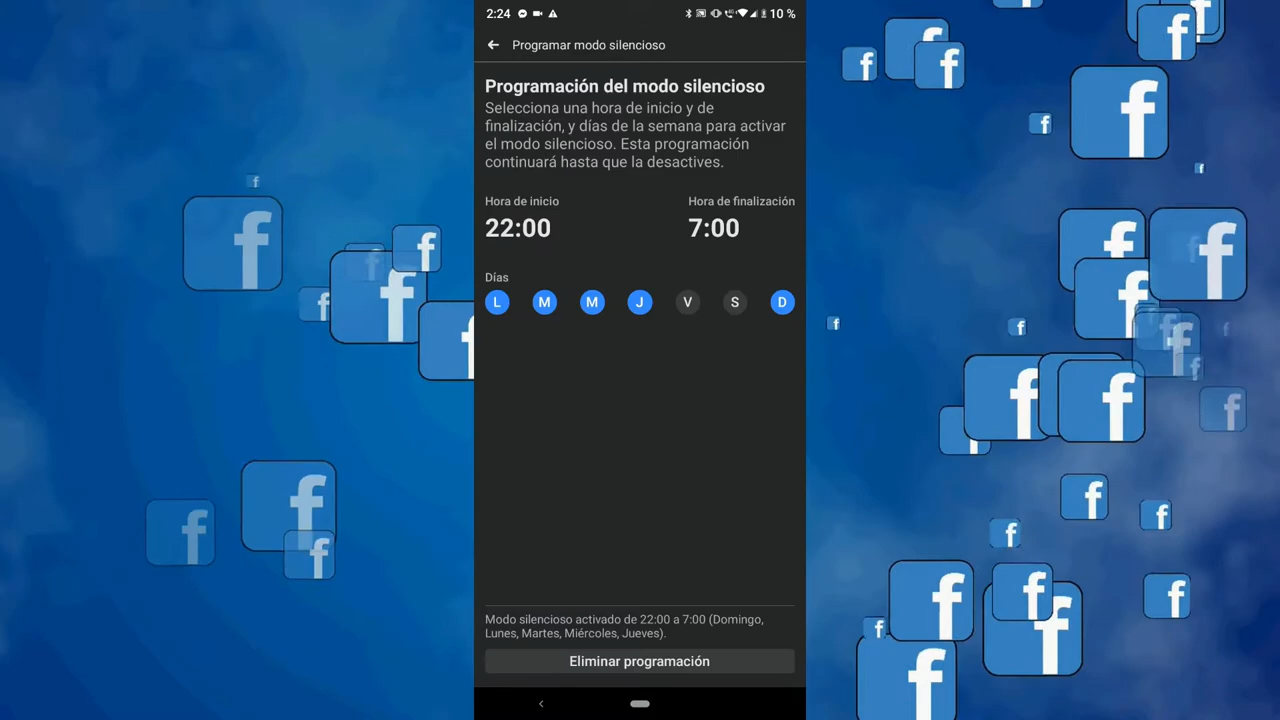 2:24
10 %
Programar modo silencioso
Programación del modo silencioso
Selecciona una hora de inicio y de
finalización, y días de la semana para activar
el modo silencioso. Esta programación
continuará hasta que la desactives.
Hora de inicio
Hora de finalización
22:00
7:00
Días
L M M J V S D
Modo silencioso activado de 22:00 a 7:00 (Domingo,
Lunes, Martes, Miércoles, Jueves).
Eliminar programación